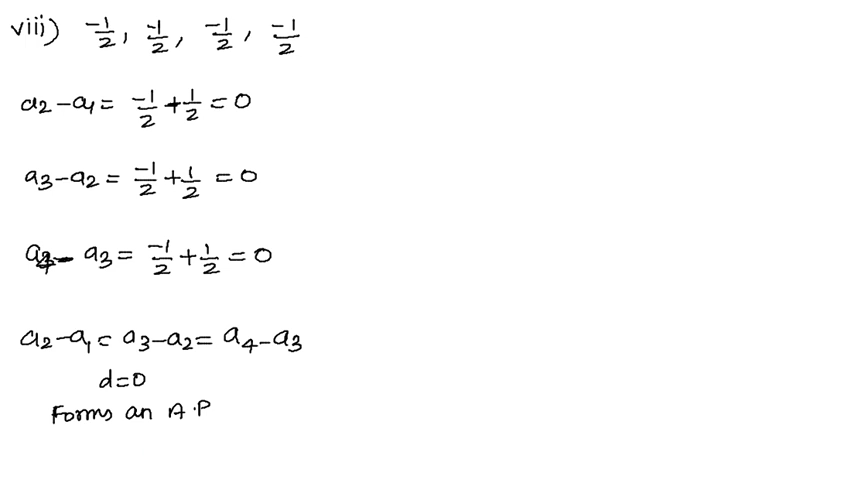 viii) -1/2, -1/2, -1/2, -1/2
a2-a1 = -1/2 + 1/2 = 0
a3-a2 = -1/2 + 1/2 = 0
a4- a3 = -1/2 + 1/2 = 0
a2-a1 = a3-a2 = a4-a3
d=0
Forms an A.P